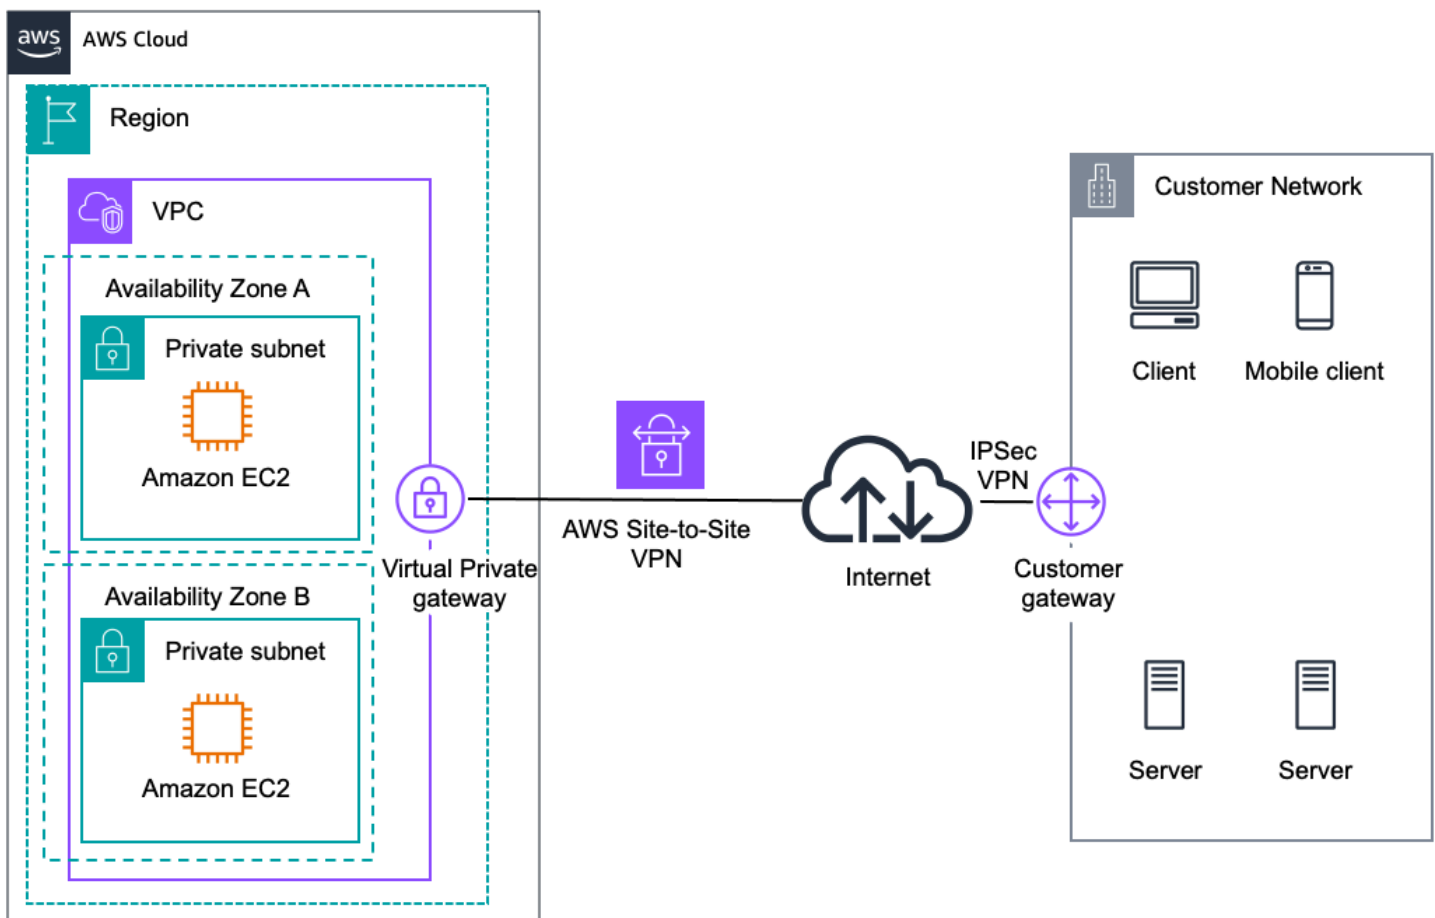 aws
AWS Cloud
Region
VPC
Availability Zone A
Private subnet
Amazon EC2
Virtual Private
gateway
Availability Zone B
Private subnet
Amazon EC2
AWS Site-to-Site
VPN
Internet
IPSec
VPN
Customer
gateway
Customer Network
Client
Mobile client
Server
Server